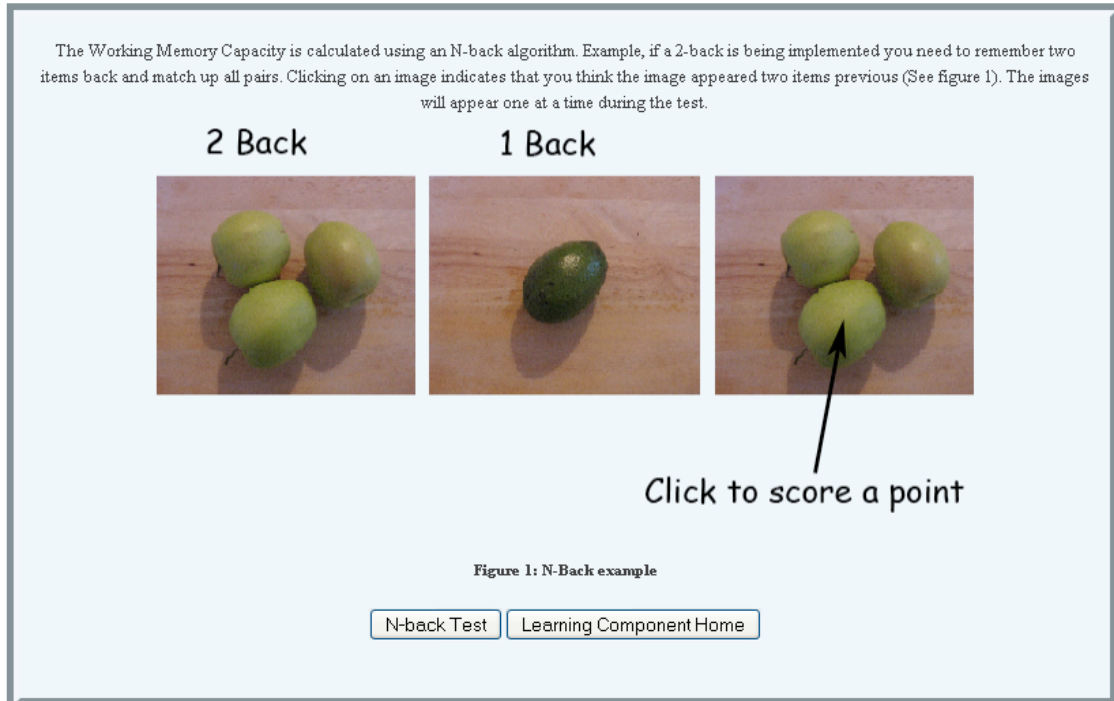 The Working Memory Capacity is calculated using an N-back algorithm. Example, if a 2-back is being implemented you need to remember two
items back and match up all pairs. Clicking on an image indicates that you think the image appeared two items previous (See figure 1). The images
will appear one at a time during the test.
2 Back 1 Back
Click to score a point
Figure 1: N-Back example
N-back Test Learning Component Home